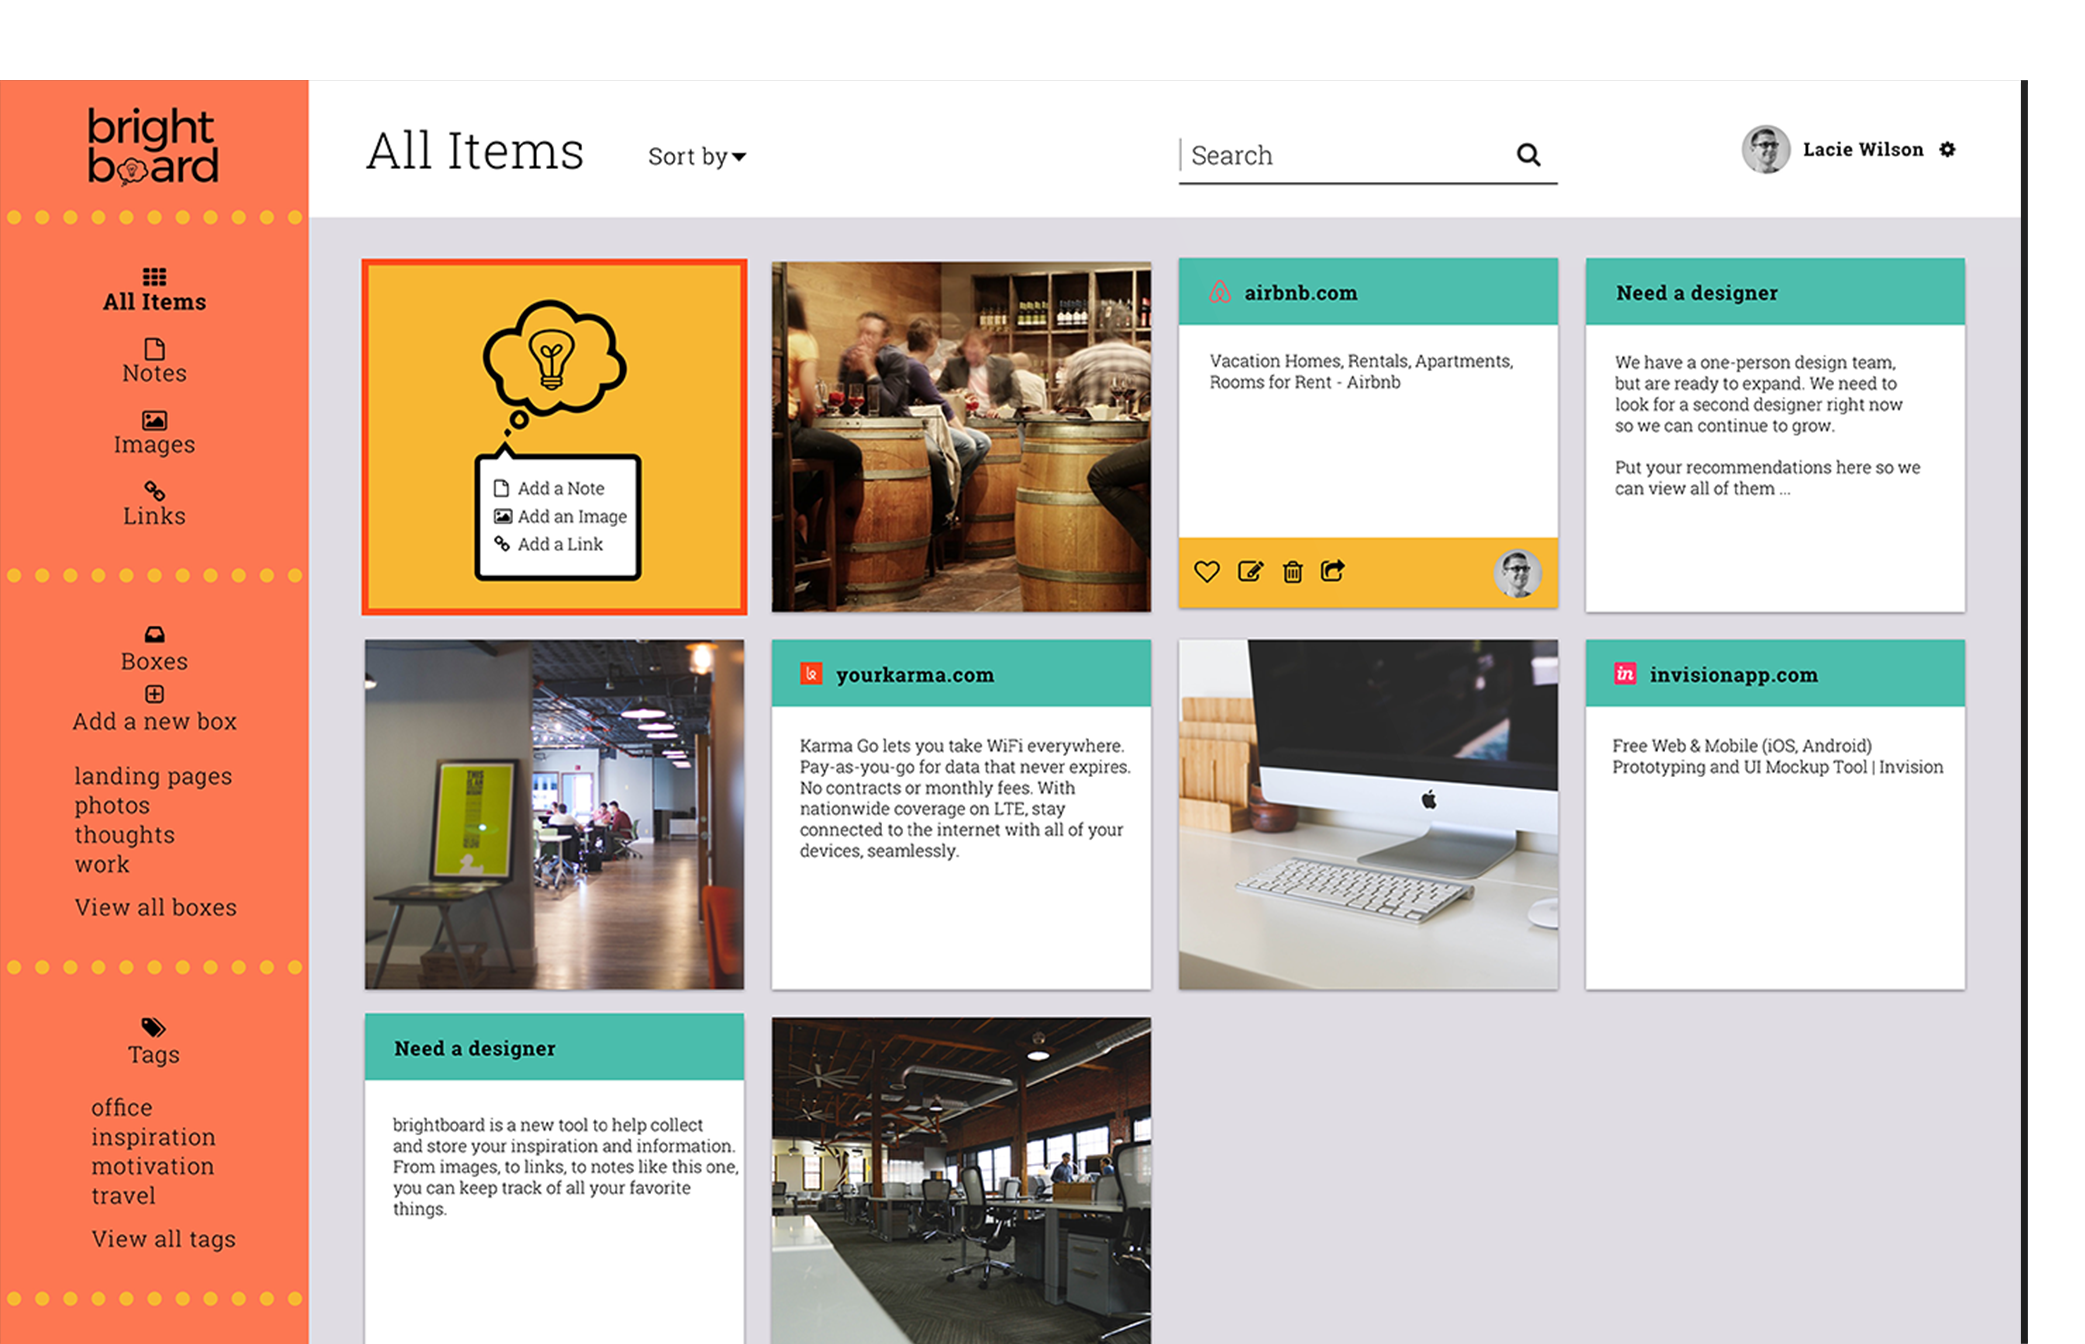 bright
board
All Items
Sort by
Search
Lacie Wilson
All Items
Notes
Images
Links
Boxes
Add a new box
landing pages
photos
thoughts
work
View all boxes
Tags
office
inspiration
motivation
travel
View all tags
Add a Note
Add an Image
Add a Link
airbnb.com
Vacation Homes, Rentals, Apartments,
Rooms for Rent - Airbnb
Need a designer
We have a one-person design team,
but are ready to expand. We need to
look for a second designer right now
so we can continue to grow.
Put your recommendations here so we
can view all of them ...
THIS
IS AN
yourkarma.com
Karma Go lets you take WiFi everywhere.
Pay-as-you-go for data that never expires.
No contracts or monthly fees. With
nationwide coverage on LTE, stay
connected to the internet with all of your
devices, seamlessly.
in
invisionapp.com
Free Web & Mobile (iOS, Android)
Prototyping and UI Mockup Tool | Invision
Need a designer
brightboard is a new tool to help collect
and store your inspiration and information.
From images, to links, to notes like this one,
you can keep track of all your favorite
things.